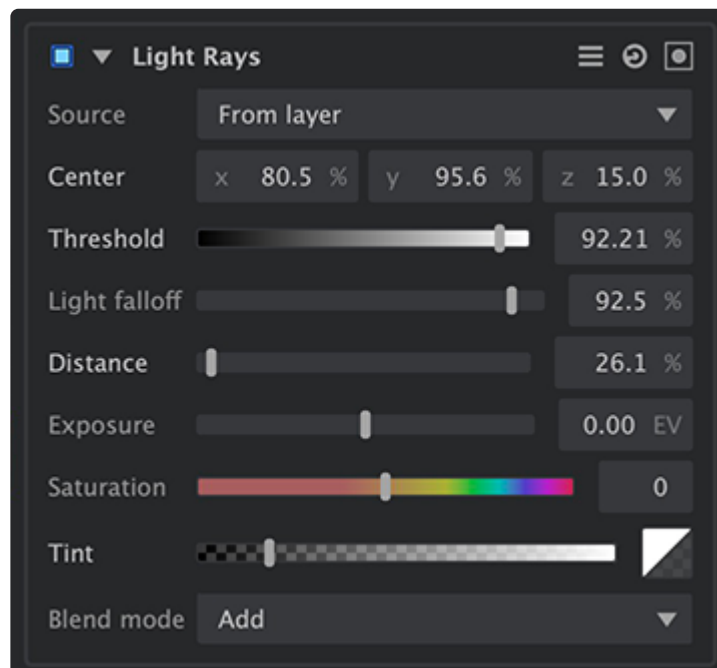 Light Rays
Source From layer
Center x 80.5 % y 95.6 % z 15.0 %
Threshold 92.21 %
Light falloff 92.5 %
Distance 26.1 %
Exposure 0.00 EV
Saturation 0
Tint
Blend mode Add